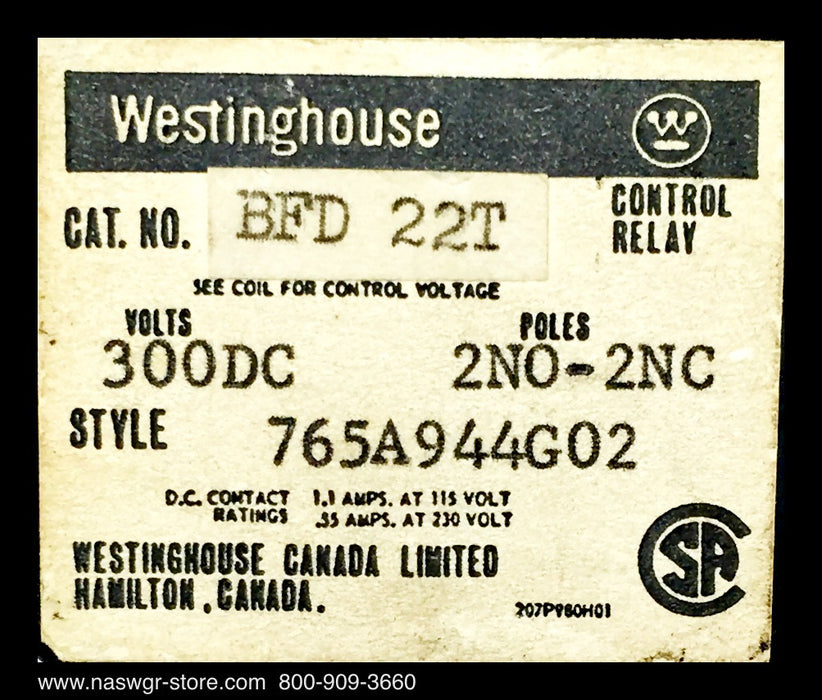 Westinghouse
W
CAT. NO. BFD 22T
CONTROL
RELAY
SEE COIL FOR CONTROL VOLTAGE
VOLTS POLES
300DC 2NO-2NC
STYLE 765A944G02
D.C. CONTACT 1.1 AMPS. AT 115 VOLT
RATINGS .55 AMPS. AT 230 VOLT
WESTINGHOUSE CANADA LIMITED
HAMILTON, CANADA.
207P980H01
CSA
www.naswgr-store.com 800-909-3660